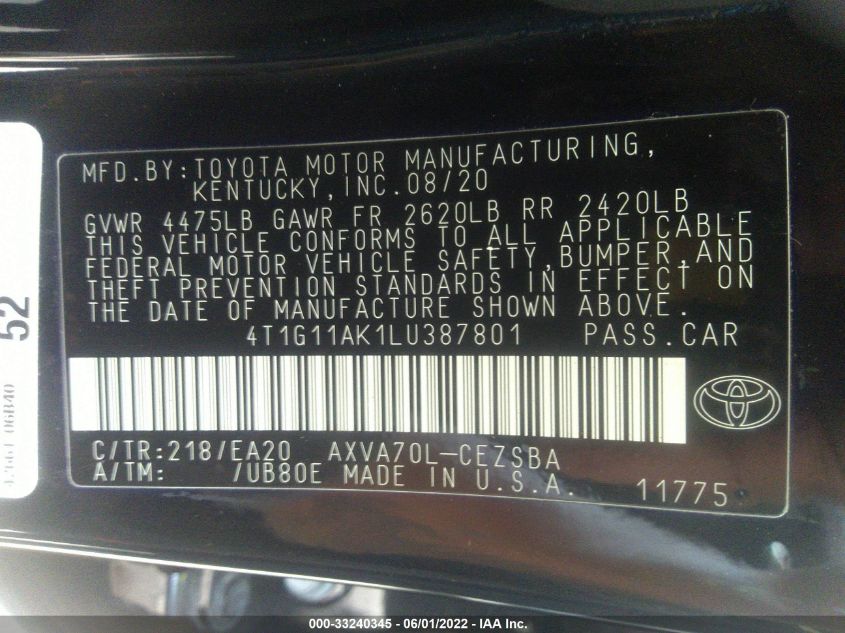 MFD.BY:TOYOTA MOTOR MANUFACTURING,
KENTUCKY,INC.08/20
GVWR 4475LB GAWR FR 2620LB RR 2420LB
THIS VEHICLE CONFORMS TO ALL APPLICABLE
FEDERAL MOTOR VEHICLE SAFETY,BUMPER,AND
THEFT PREVENTION STANDARDS IN EFFECT ON
THE DATE OF MANUFACTURE SHOWN ABOVE.
4T1G11AK1LU387801 PASS.CAR
C/TR:218/EA20 AXVA70L-CEZSBA
A/TM: /UB80E MADE IN U.S.A. 11775
52
06B40
000-33240345 - 06/01/2022 - IAA Inc.